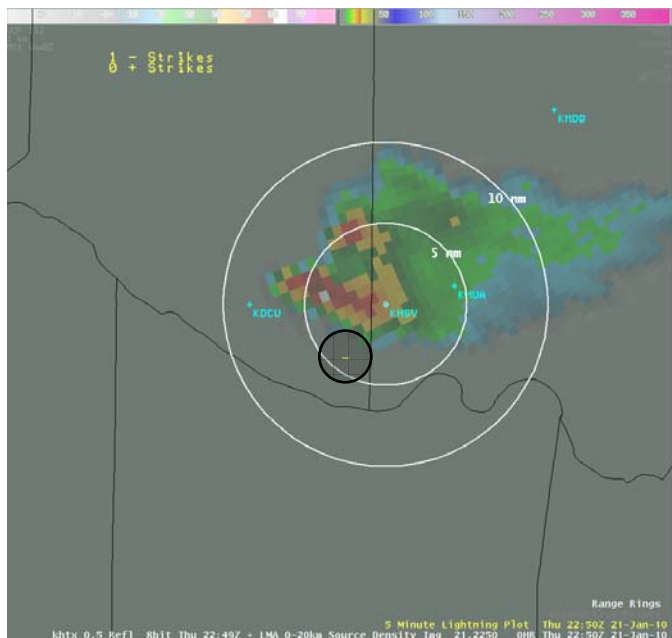 50 100 150 200 250 300 350
1 - Strikes
0 + Strikes
KMDQ
10 nm
5 nm
KDCU
KHUA
Range Rings
5 Minute Lightning Plot Thu 22:50Z 21-Jan-10
khtx 0.5 Refl 8bit Thu 22:49Z + LMA 0-20km Source Density Img 21.2250 0HR Thu 22:50Z 21-Jan-10